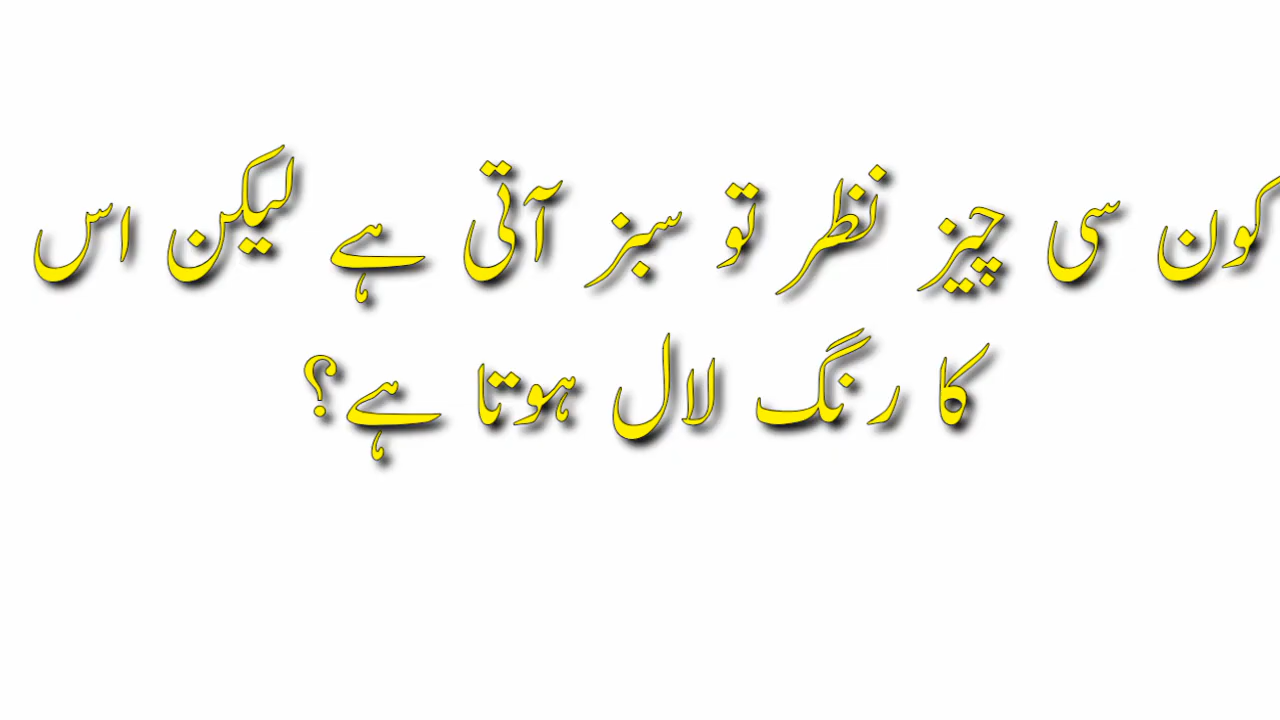 کون سی چیز نظر تو سبز آتی ہے لیکن اس
کا رنگ لال ہوتا ہے؟